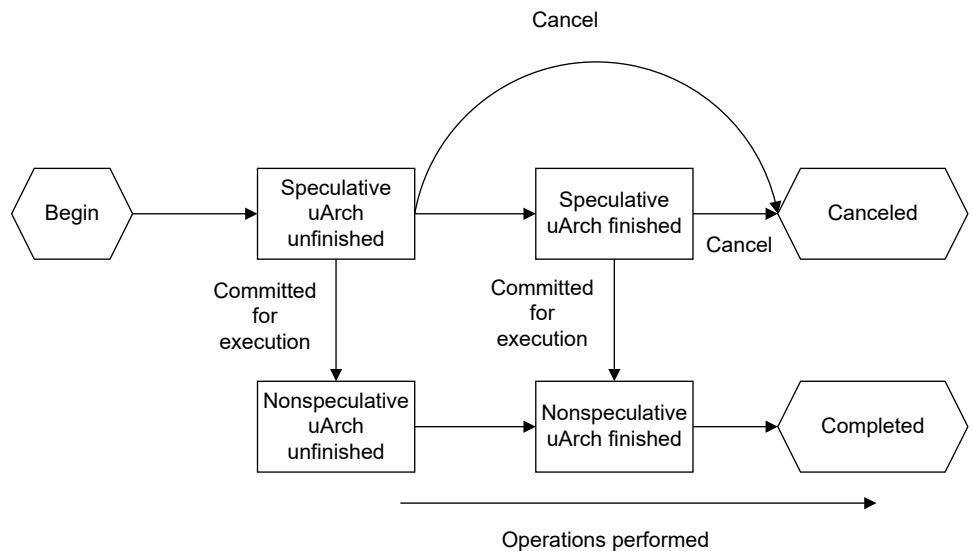 Cancel
Begin
Speculative
uArch
unfinished
Speculative
uArch finished
Canceled
Cancel
Committed
for
execution
Committed
for
execution
Nonspeculative
uArch
unfinished
Nonspeculative
uArch finished
Completed
Operations performed